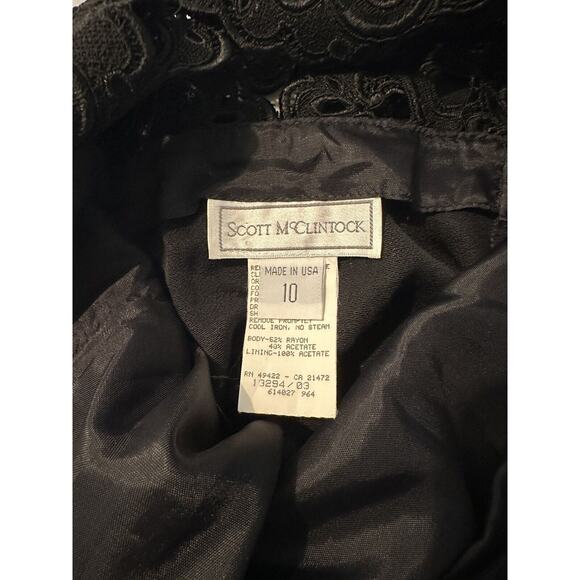 SCOTT McCLINTOCK
MADE IN USA
10
REMOVE PROMPTLY
COOL IRON, NO STEAM
BODY-52% RAYON
48% ACETATE
LINING-100% ACETATE
RN 49422 - CA 21472
13294/03
614027 964